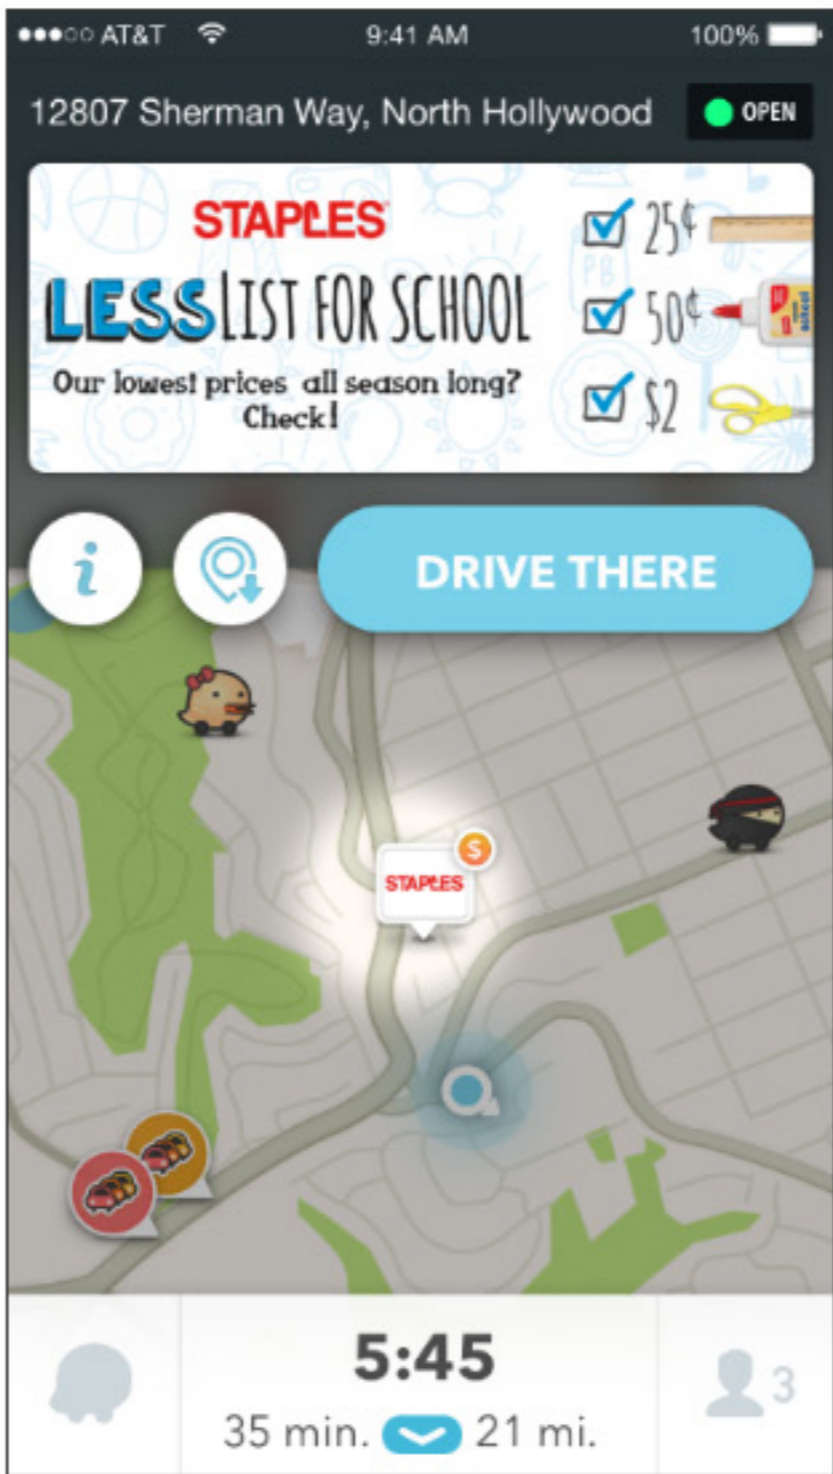 AT&T 9:41 AM 100%
12807 Sherman Way, North Hollywood OPEN
STAPLES
LESS LIST FOR SCHOOL
Our lowest prices all season long?
Check!
25¢
50¢
$2
school
i
DRIVE THERE
S
STAPLES
5:45
35 min. 21 mi.
3